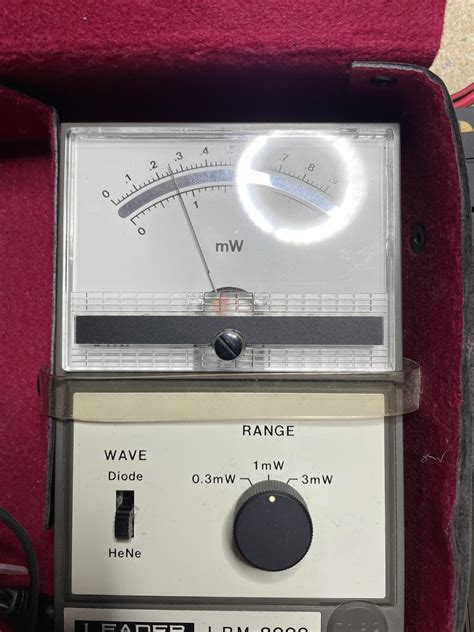 0 .1 .2 .3 .4 .5 .7 .8 .9
0 1
mW
RANGE
WAVE
Diode
HeNe
0.3mW 1mW 3mW
LEADER